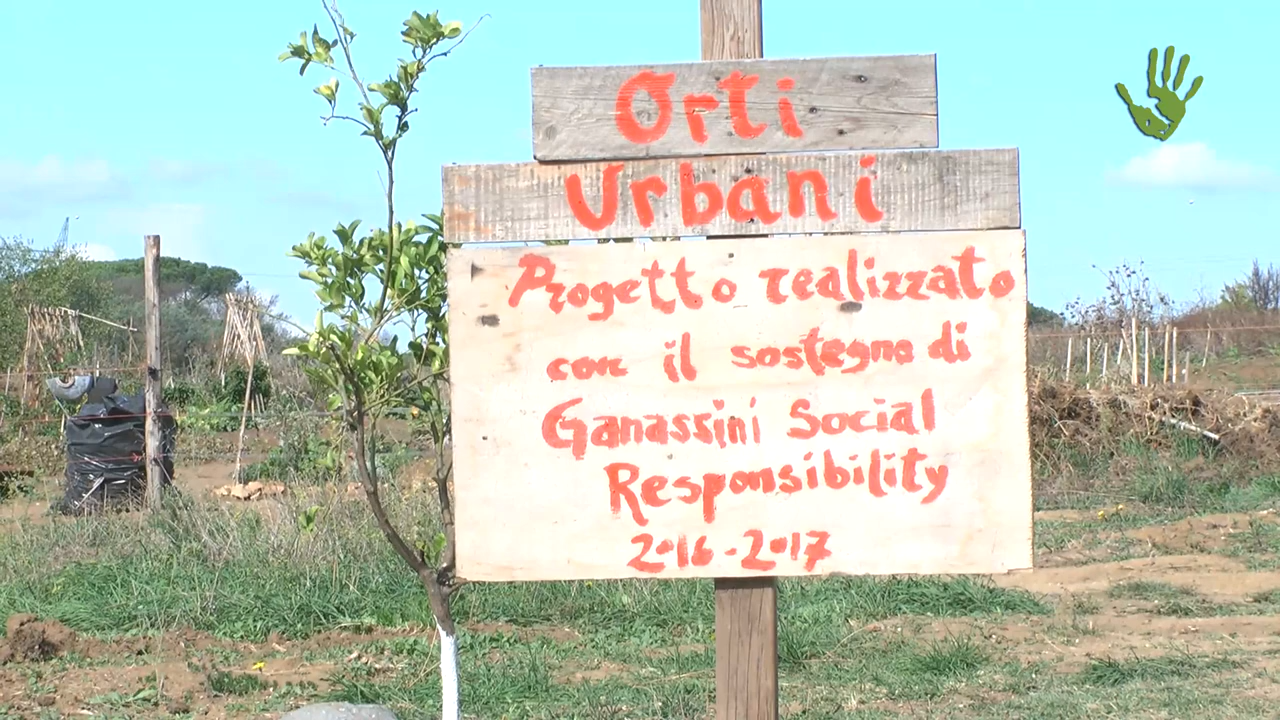 Orti
Urbani
Progetto realizzato
con il sostegno di
Ganassini Social
Responsibility
2016-2017